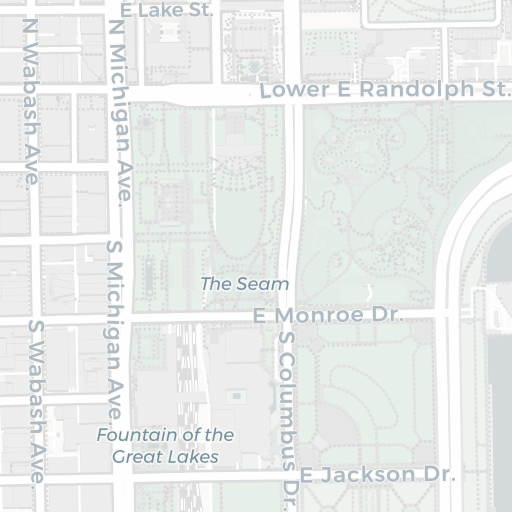 E Lake St.
N Wabash Ave.
N Michigan Ave.
Lower E Randolph St.
S Michigan Ave.
The Seam
E Monroe Dr.
S Wabash Ave.
S Columbus Dr.
Fountain of the
Great Lakes
E Jackson Dr.